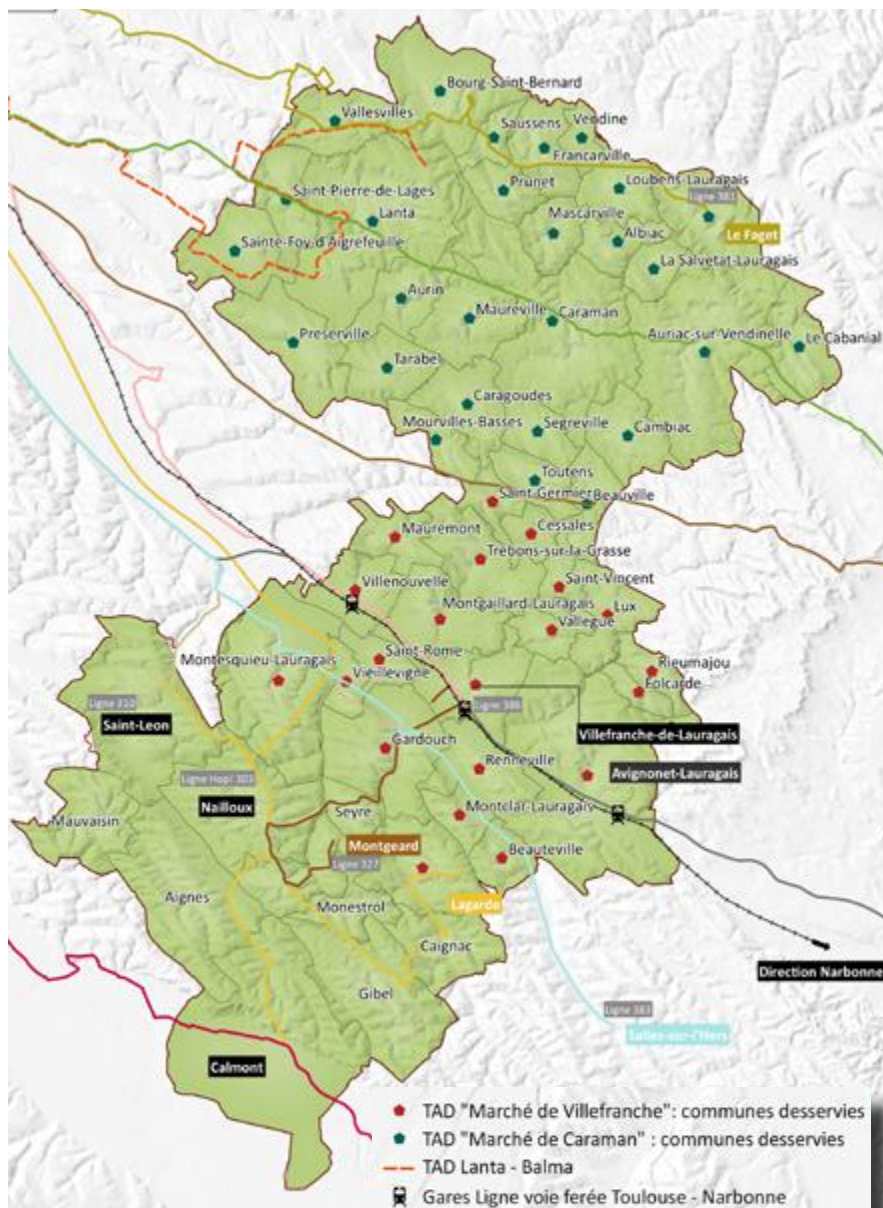 Bourg-Saint-Bernard
Vallesvilles
Saussens
Vendine
Francarville
Saint-Pierre-de-Lages
Prunet
Loubens-Lauragais
Lanta
Mascarville
Albiac
Le Faget
Sainte-Foy d'Aigrefeuille
La Salvetat-Lauragais
Aurin
Maureville
Caraman
Preserville
Auriac-sur-Vendinelle
Le Cabanial
Tarabel
Caragoudes
Mourvilles-Basses
Segreville
Cambiac
Toutens
Saint-Germier
Beauville
Mauremont
Cessales
Trébons-sur-la-Grasse
Villenouvelle
Saint-Vincent
Montgaillard-Lauragais
Lux
Vallegue
Saint-Rome
Montesquieu-Lauragais
Vieillevigne
Rieumajou
Folcarde
Ligne 310
Saint-Leon
Ligne 386
Villefranche-de-Lauragais
Gardouch
Renneville
Avignonet-Lauragais
Ligne Hop! 303
Nailloux
Seyre
Montclar-Lauragais
Mauvaisin
Montgeard
Ligne 327
Beauteville
Aignes
Monestrol
Lagarde
Caignac
Gibel
Direction Narbonne
Ligne 383
Salles-sur-l'Hers
Calmont
TAD "Marché de Villefranche": communes desservies
TAD "Marché de Caraman" : communes desservies
TAD Lanta - Balma
Gares Ligne voie ferée Toulouse - Narbonne